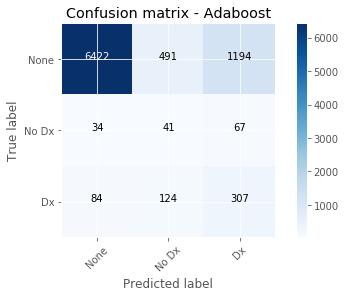 Confusion matrix - Adaboost
None 6422 491 1194
No Dx 34 41 67
Dx 84 124 307
None No Dx Dx
True label
Predicted label
6000
5000
4000
3000
2000
1000